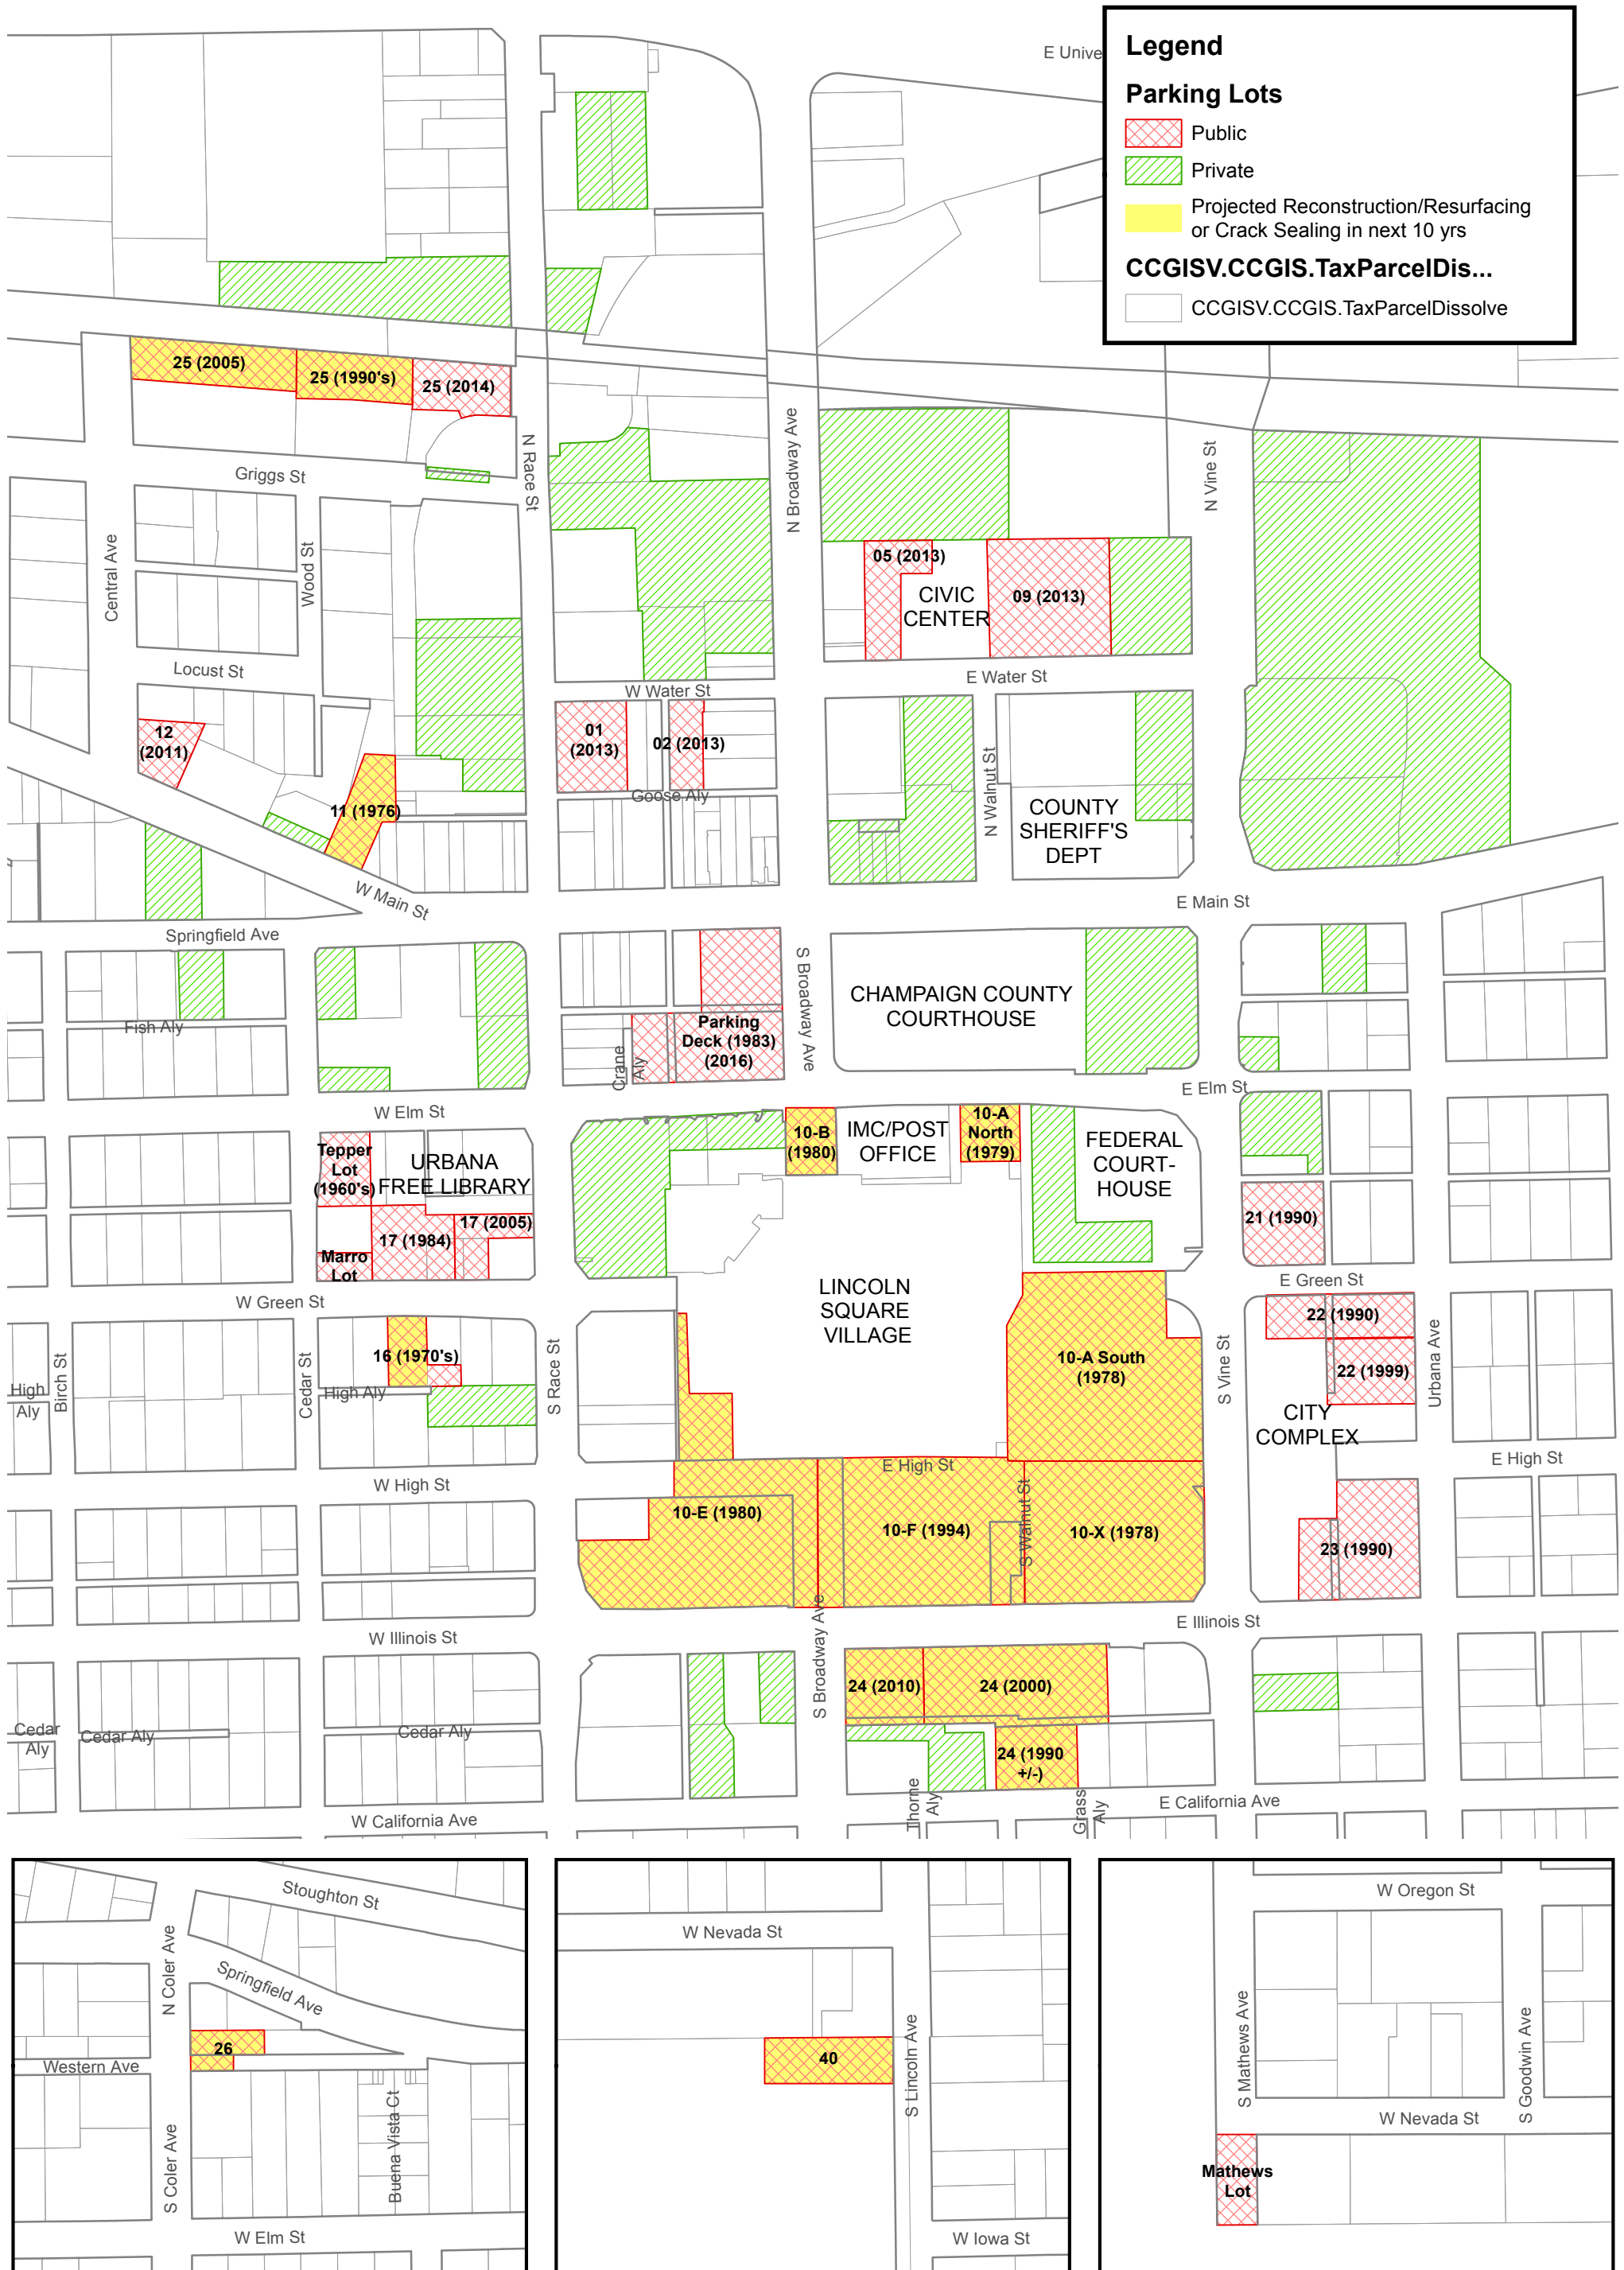 E Unive
Legend
Parking Lots
Public
Private
Projected Reconstruction/Resurfacing
or Crack Sealing in next 10 yrs
CCGISV.CCGIS.TaxParcelDis...
CCGISV.CCGIS.TaxParcelDissolve
25 (2005)
25 (1990's)
25 (2014)
Griggs St
N Race St
N Broadway Ave
N Vine St
Central Ave
Wood St
05 (2013)
CIVIC
CENTER
09 (2013)
Locust St
E Water St
W Water St
12
(2011)
01
(2013)
02 (2013)
Goose Aly
11 (1976)
N Walnut St
COUNTY
SHERIFF'S
DEPT
W Main St
E Main St
Springfield Ave
S Broadway Ave
CHAMPAIGN COUNTY
COURTHOUSE
Fish Aly
Parking
Deck (1983)
(2016)
Crane
Aly
E Elm St
W Elm St
10-B
(1980)
IMC/POST
OFFICE
10-A
North
(1979)
FEDERAL
COURT-
HOUSE
Tepper
Lot
(1960's)
URBANA
FREE LIBRARY
17 (1984)
17 (2005)
Marro
Lot
21 (1990)
W Green St
E Green St
LINCOLN
SQUARE
VILLAGE
22 (1990)
22 (1999)
16 (1970's)
High Aly
High
Aly
Birch St
Cedar St
S Race St
10-A South
(1978)
S Vine St
Urbana Ave
CITY
COMPLEX
W High St
E High St
E High St
10-E (1980)
10-F (1994)
S Walnut St
10-X (1978)
23 (1990)
W Illinois St
E Illinois St
S Broadway Ave
24 (2010)
24 (2000)
24 (1990
+/-)
Cedar
Aly
Cedar Aly
Cedar Aly
Thorne
Aly
Grass
Aly
W California Ave
E California Ave
Stoughton St
N Coler Ave
Springfield Ave
26
Western Ave
S Coler Ave
Buena Vista Ct
W Elm St
W Nevada St
40
S Lincoln Ave
W Iowa St
W Oregon St
S Mathews Ave
S Goodwin Ave
W Nevada St
Mathews
Lot